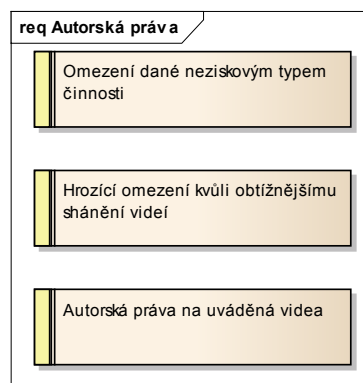 req Autorská práva
Omezení dané neziskovým typem
činnosti
Hrozící omezení kvůli obtížnějšímu
shánění videí
Autorská práva na uváděná videa